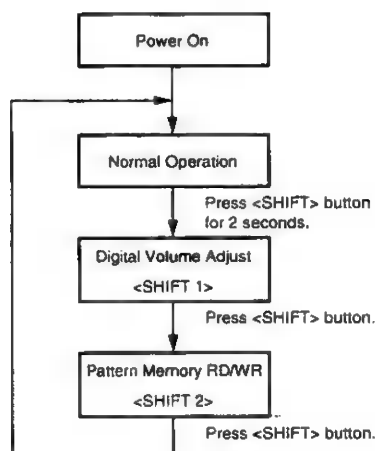 Power On
Normal Operation
Press <SHIFT> button
for 2 seconds.
Digital Volume Adjust
<SHIFT 1>
Press <SHIFT> button.
Pattern Memory RD/WR
<SHIFT 2>
Press <SHIFT> button.